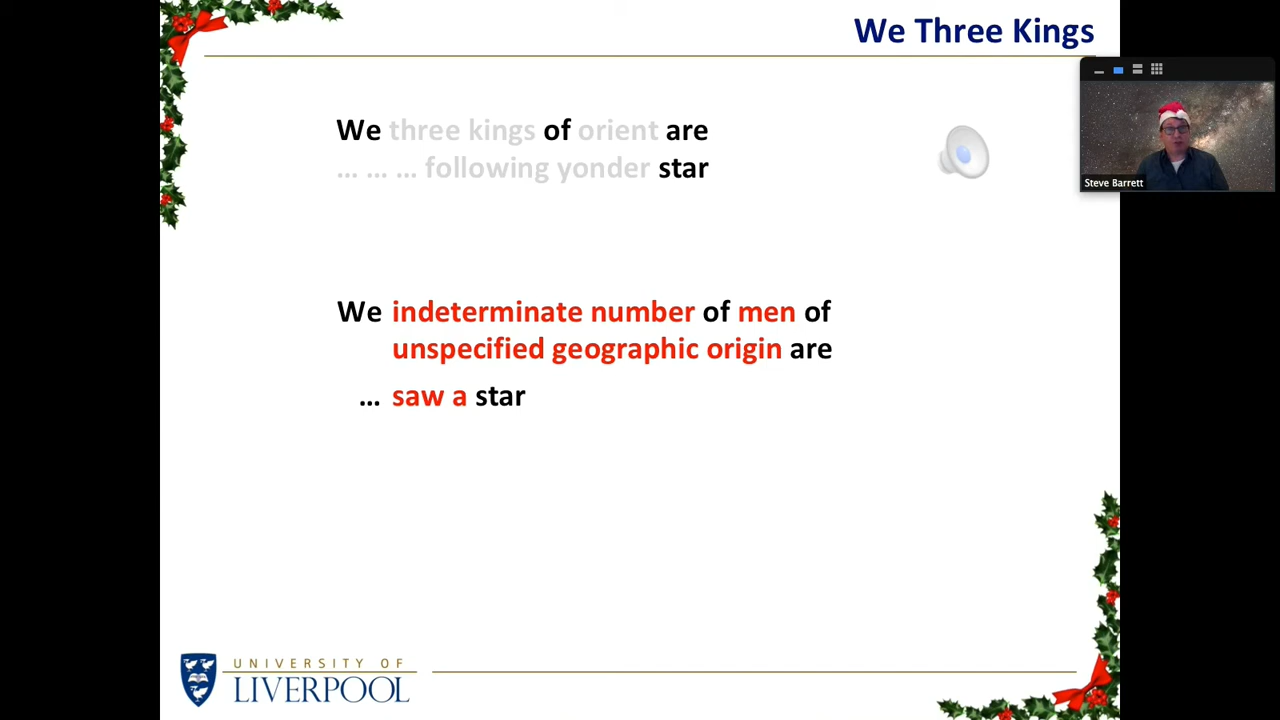 We Three Kings
We three kings of orient are
... ... ... following yonder star
Steve Barrett
We indeterminate number of men of
unspecified geographic origin are
... saw a star
UNIVERSITY OF
LIVERPOOL